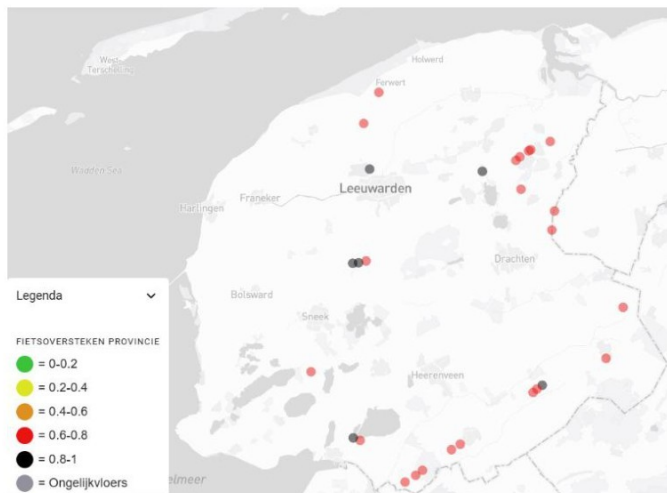 Holwerd
West-
Terschelling
Ferwert
Wadden Sea
Leeuwarden
Franeker
Harlingen
Drachten
Legenda
Bolsward
Sneek
FIETSOVERSTEKEN PROVINCIE
= 0-0.2
= 0.2-0.4
Heerenveen
= 0.4-0.6
= 0.6-0.8
= 0.8-1
elmeer
= Ongelijkvloers